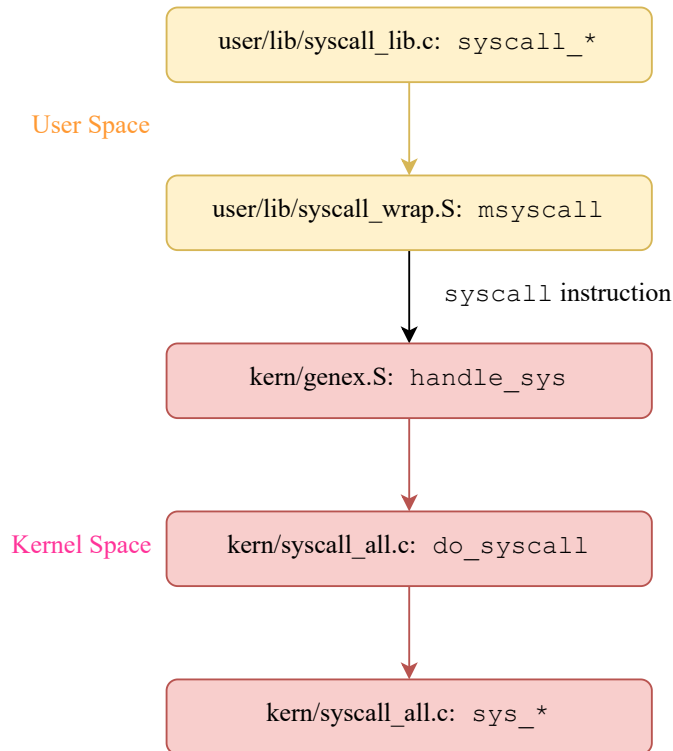 user/lib/syscall_lib.c: syscall_*
User Space
user/lib/syscall_wrap.S: msyscall
syscall instruction
kern/genex.S: handle_sys
Kernel Space
kern/syscall_all.c: do_syscall
kern/syscall_all.c: sys_*